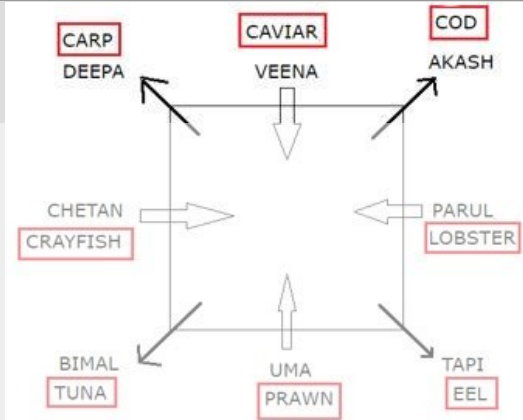 CARP
CAVIAR
COD
DEEPA
VEENA
AKASH
CHETAN
PARUL
CRAYFISH
LOBSTER
BIMAL
UMA
TAPI
TUNA
PRAWN
EEL